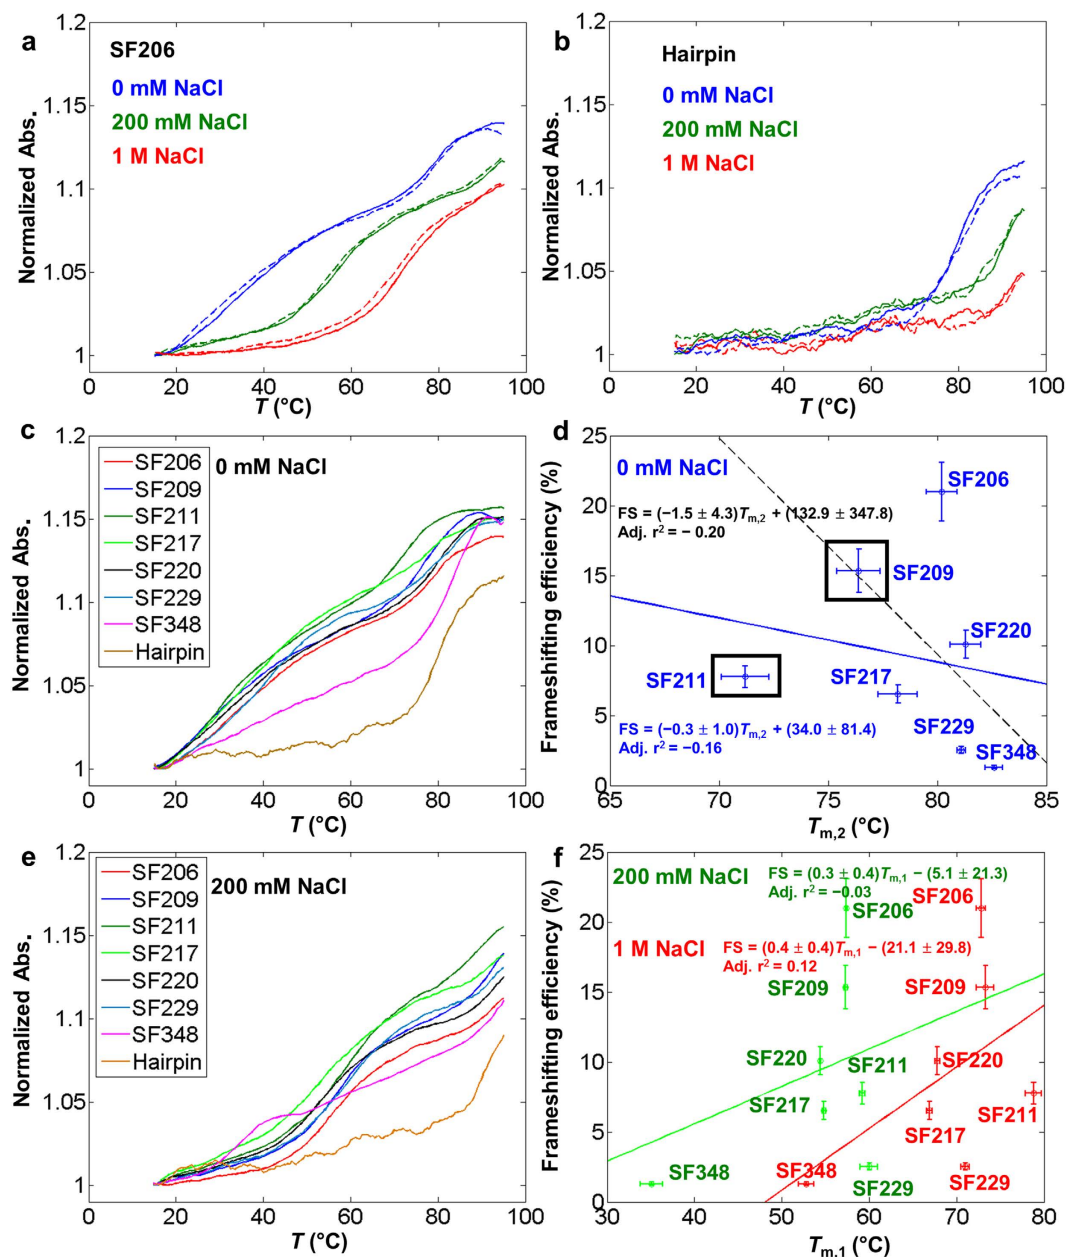 a
SF206
0 mM NaCl
200 mM NaCl
1 M NaCl
Normalized Abs.
1.2
1.15
1.1
1.05
1
0 20 40 60 80 100
T (°C)
b
Hairpin
0 mM NaCl
200 mM NaCl
1 M NaCl
Normalized Abs.
1.2
1.15
1.1
1.05
1
0 20 40 60 80 100
T (°C)
c
0 mM NaCl
SF206
SF209
SF211
SF217
SF220
SF229
SF348
Hairpin
Normalized Abs.
1.2
1.15
1.1
1.05
1
0 20 40 60 80 100
T (°C)
d
0 mM NaCl
FS = (−1.5 ± 4.3)Tm,2 + (132.9 ± 347.8)
Adj. r² = − 0.20
SF206
SF209
SF220
SF211
SF217
SF229
SF348
FS = (−0.3 ± 1.0)Tm,2 + (34.0 ± 81.4)
Adj. r² = −0.16
Frameshifting efficiency (%)
25
20
15
10
5
0
65 70 75 80 85
Tm,2 (°C)
e
200 mM NaCl
SF206
SF209
SF211
SF217
SF220
SF229
SF348
Hairpin
Normalized Abs.
1.2
1.15
1.1
1.05
1
0 20 40 60 80 100
T (°C)
f
200 mM NaCl
FS = (0.3 ± 0.4)Tm,1 − (5.1 ± 21.3)
Adj. r² = −0.03
SF206
SF206
1 M NaCl
FS = (0.4 ± 0.4)Tm,1 − (21.1 ± 29.8)
Adj. r² = 0.12
SF209
SF209
SF220
SF211
SF220
SF217
SF211
SF217
SF348
SF348
SF229
SF229
Frameshifting efficiency (%)
25
20
15
10
5
0
30 40 50 60 70 80
Tm,1 (°C)